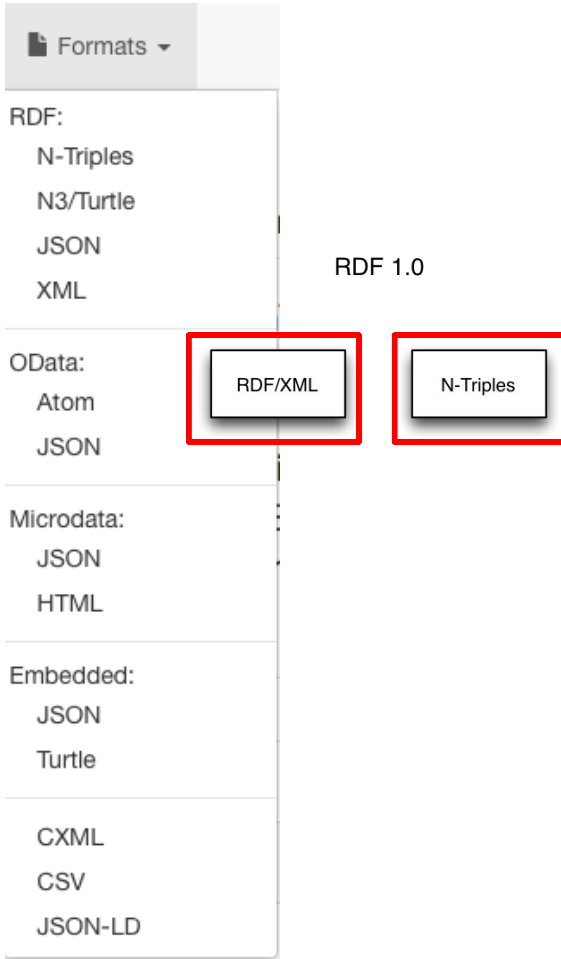 Formats
RDF:
N-Triples
N3/Turtle
JSON
XML
OData:
Atom
JSON
Microdata:
JSON
HTML
Embedded:
JSON
Turtle
CXML
CSV
JSON-LD
RDF 1.0
RDF/XML
N-Triples